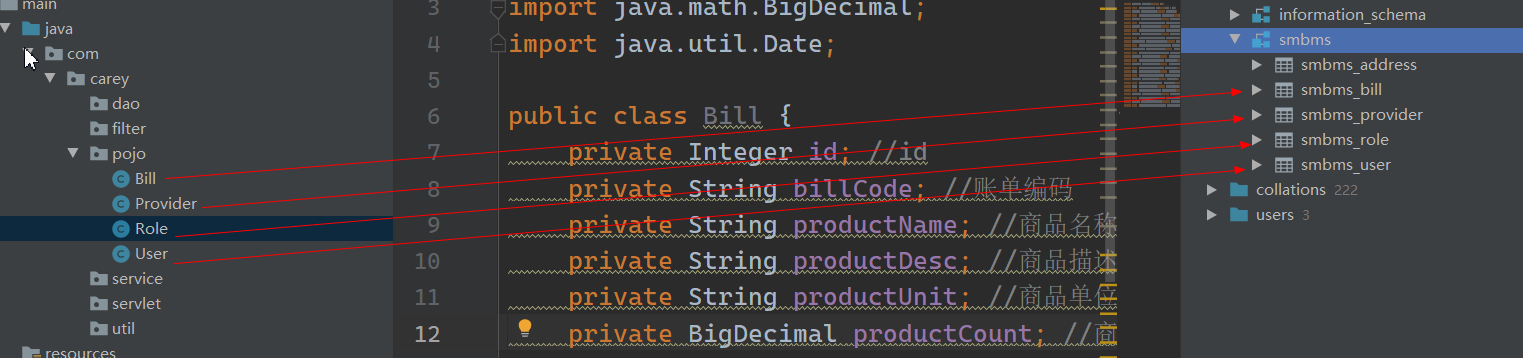 main
java
com
carey
dao
filter
pojo
Bill
Provider
Role
User
service
servlet
util
resources
3 import java.math.BigDecimal;
4 import java.util.Date;
5
6 public class Bill {
7 private Integer id; //id
8 private String billCode; //账单编码
9 private String productName; //商品名称
10 private String productDesc; //商品描述
11 private String productUnit; //商品单位
12 private BigDecimal productCount; //商
information_schema
smbms
smbms_address
smbms_bill
smbms_provider
smbms_role
smbms_user
collations 222
users 3